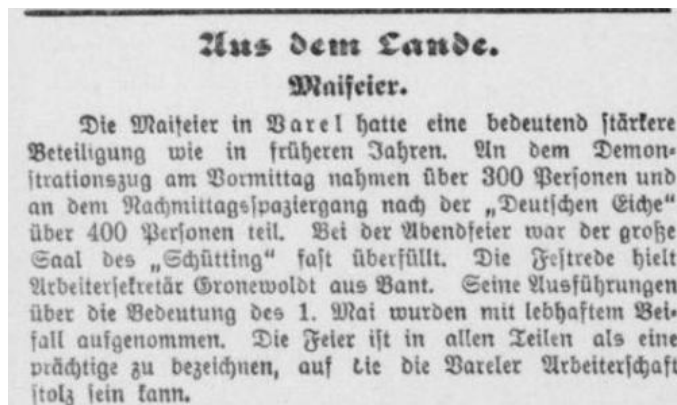 Aus dem Lande.
Maifeier.
Die Maifeier in Varel hatte eine bedeutend stärkere
Beteiligung wie in früheren Jahren. An dem Demon-
strationszug am Vormittag nahmen über 300 Personen und
an dem Nachmittagsspaziergang nach der „Deutschen Eiche“
über 400 Personen teil. Bei der Abendfeier war der große
Saal des „Schütting“ fast überfüllt. Die Festrede hielt
Arbeitersekretär Gronewoldt aus Bant. Seine Ausführungen
über die Bedeutung des 1. Mai wurden mit lebhaftem Bei-
fall aufgenommen. Die Feier ist in allen Teilen als eine
prächtige zu bezeichnen, auf die die Vareler Arbeiterschaft
stolz sein kann.